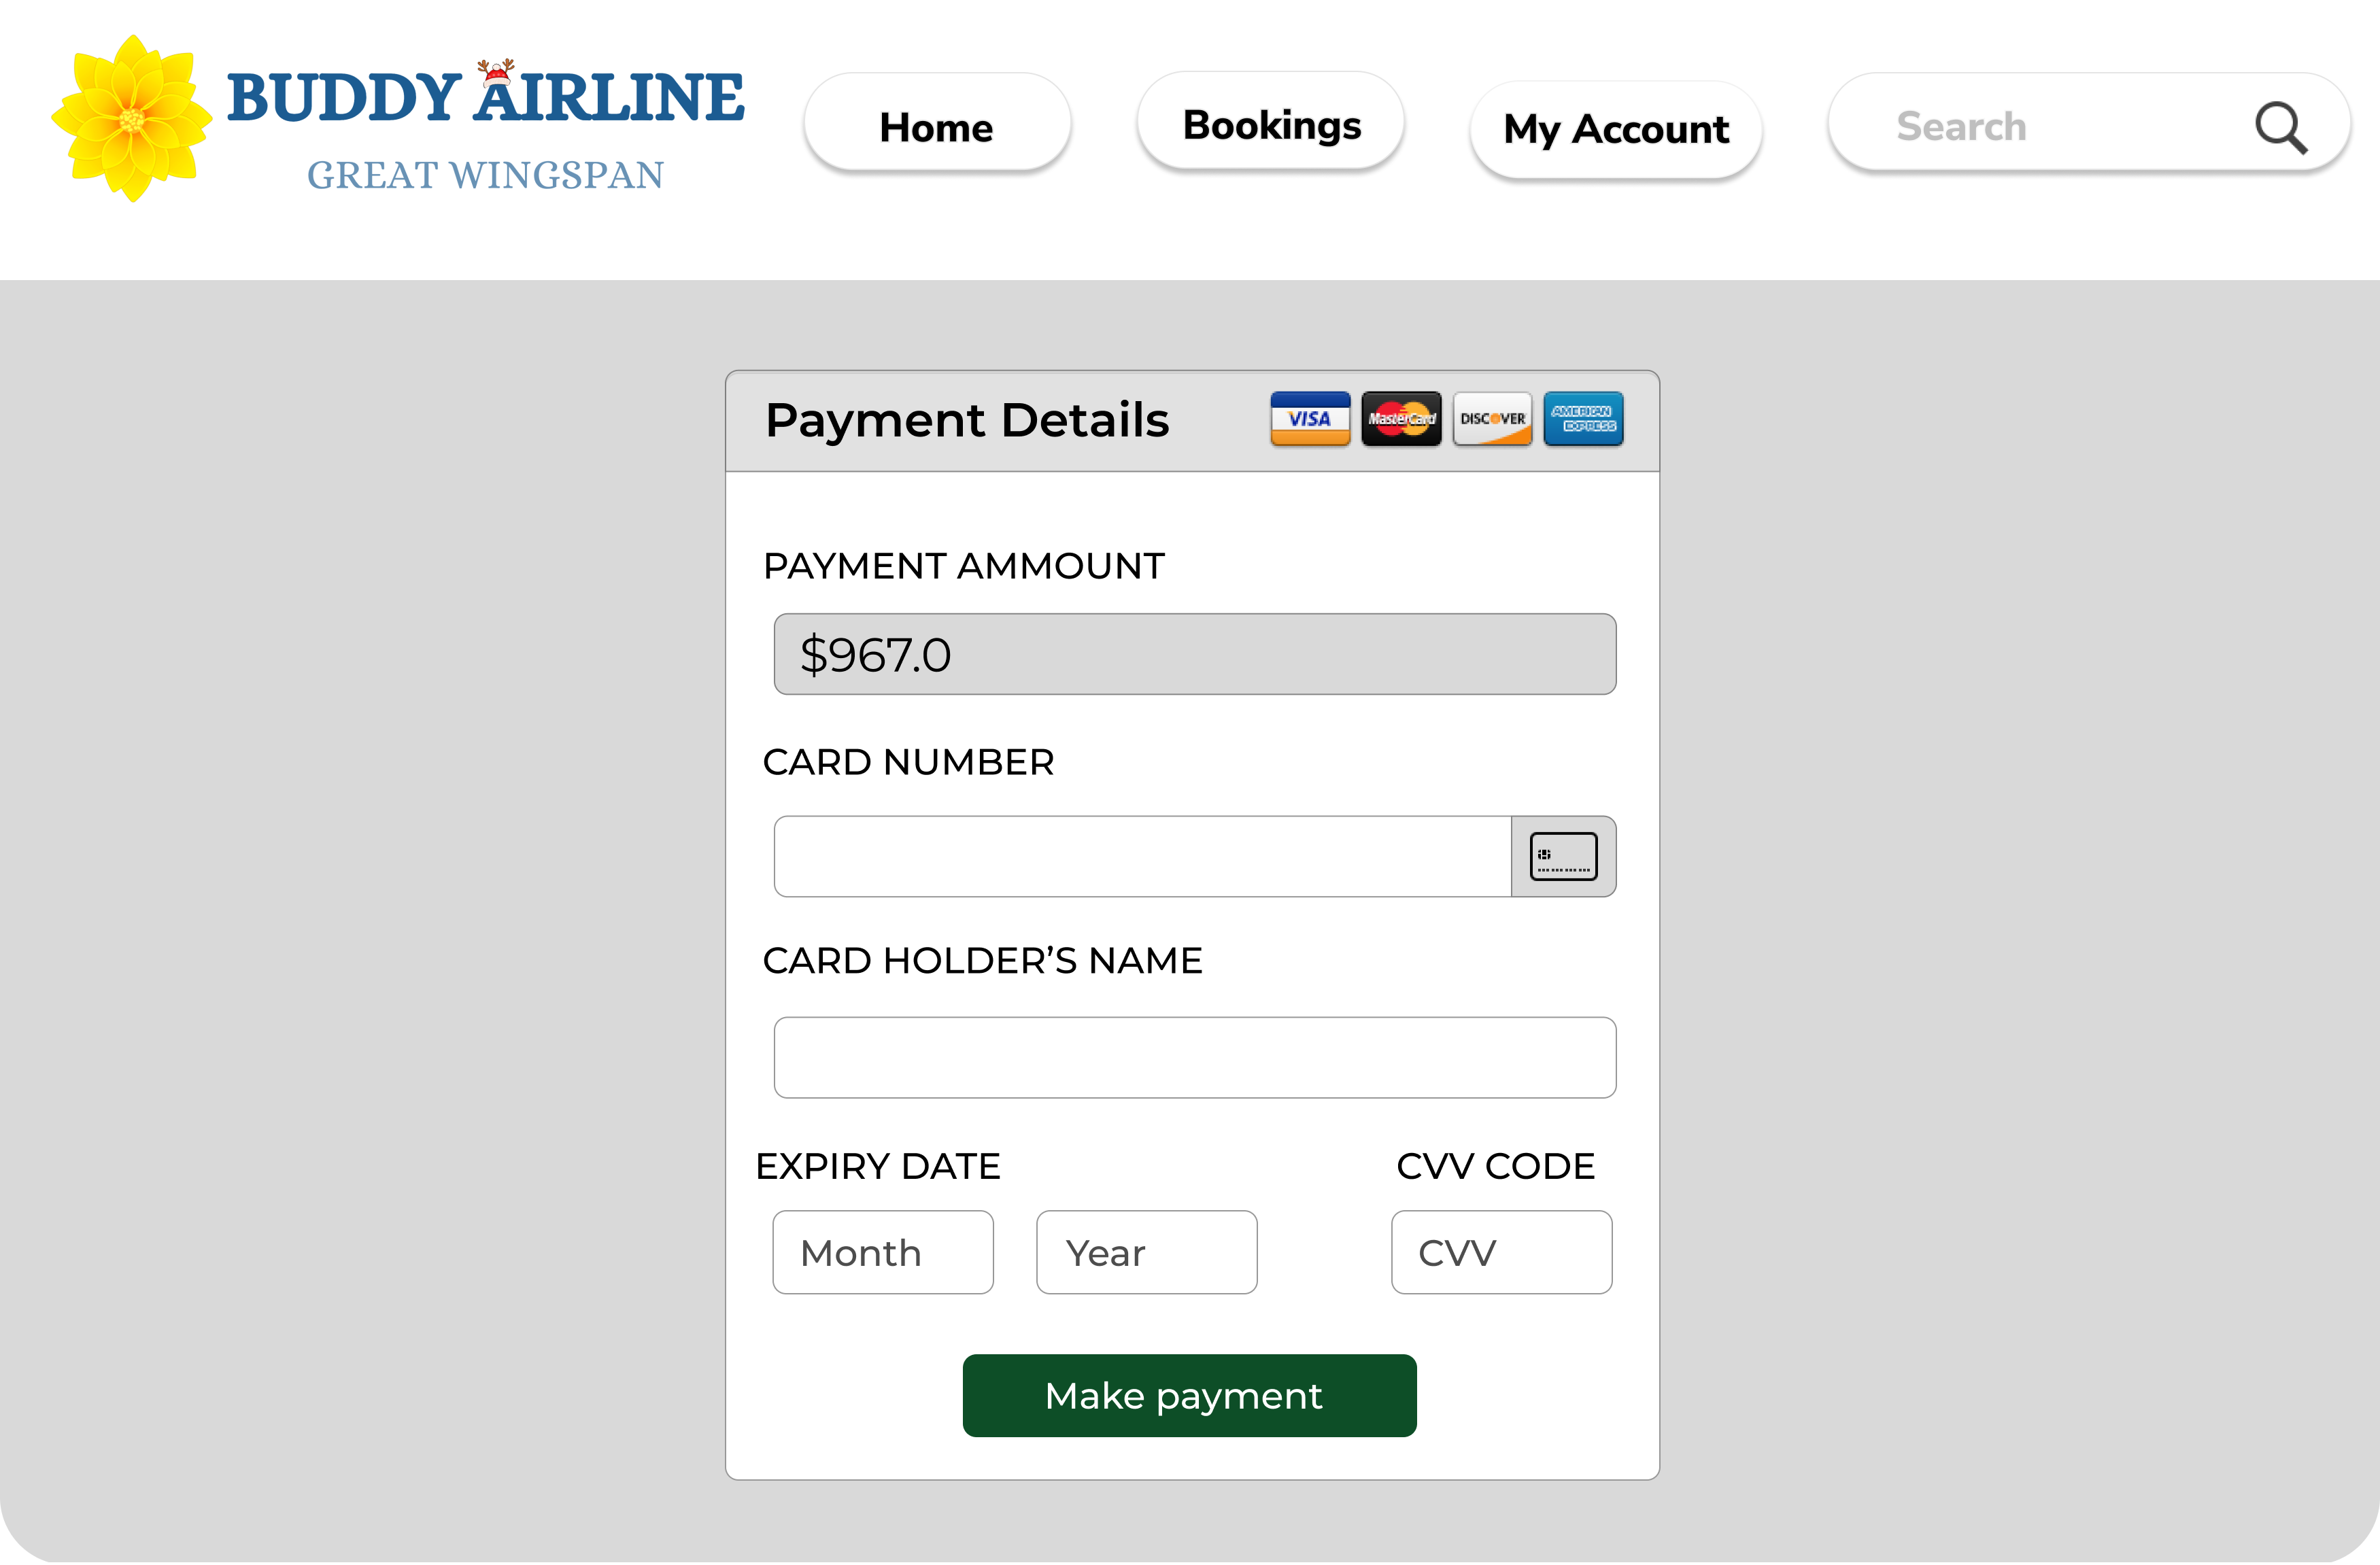 BUDDY AIRLINE
GREAT WINGSPAN
Home
Bookings
My Account
Search
Payment Details
VISA
MasterCard
DISCOVER
AMERICAN
EXPRESS
PAYMENT AMMOUNT
$967.0
CARD NUMBER
CARD HOLDER’S NAME
EXPIRY DATE
CVV CODE
Month
Year
CVV
Make payment